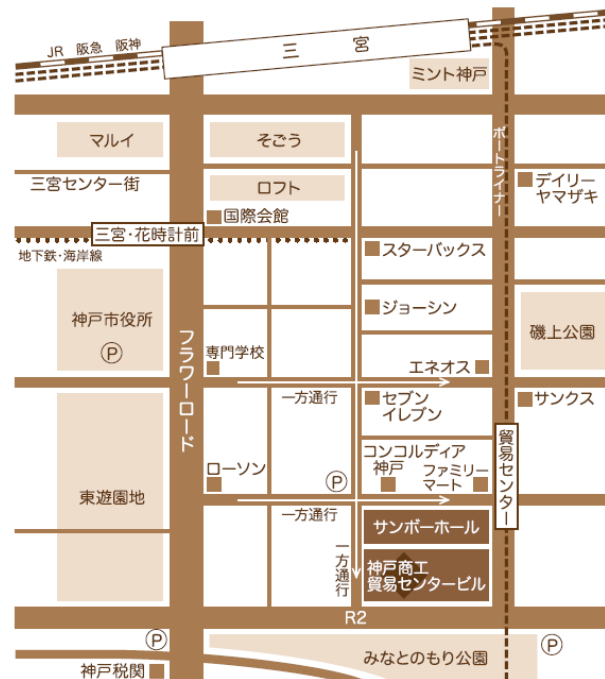 JR 阪急 阪神
三宮
ミント神戸
マルイ
そごう
ポートライナー
三宮センター街
ロフト
デイリー
ヤマザキ
国際会館
三宮・花時計前
地下鉄・海岸線
スターバックス
神戸市役所
P
フラワーロード
ジョーシン
磯上公園
専門学校
エネオス
一方通行
セブン
イレブン
サンクス
貿易センター
東遊園地
ローソン
P
コンコルディア
神戸
ファミリー
マート
一方通行
サンボーホール
一方通行
神戸商工
貿易センタービル
R2
P
みなとのもり公園
P
神戸税関